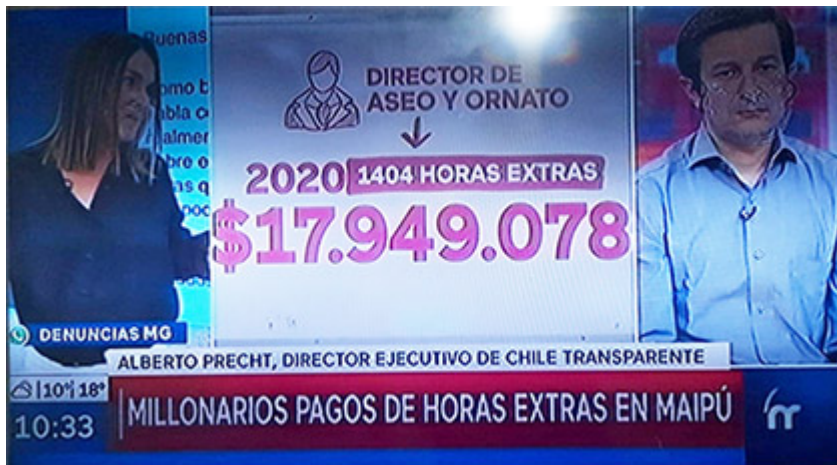 Buenas
DIRECTOR DE
ASEO Y ORNATO
2020 1404 HORAS EXTRAS
$17.949.078
DENUNCIAS MG
ALBERTO PRECHT, DIRECTOR EJECUTIVO DE CHILE TRANSPARENTE
10° 18°
10:33
MILLONARIOS PAGOS DE HORAS EXTRAS EN MAIPÚ